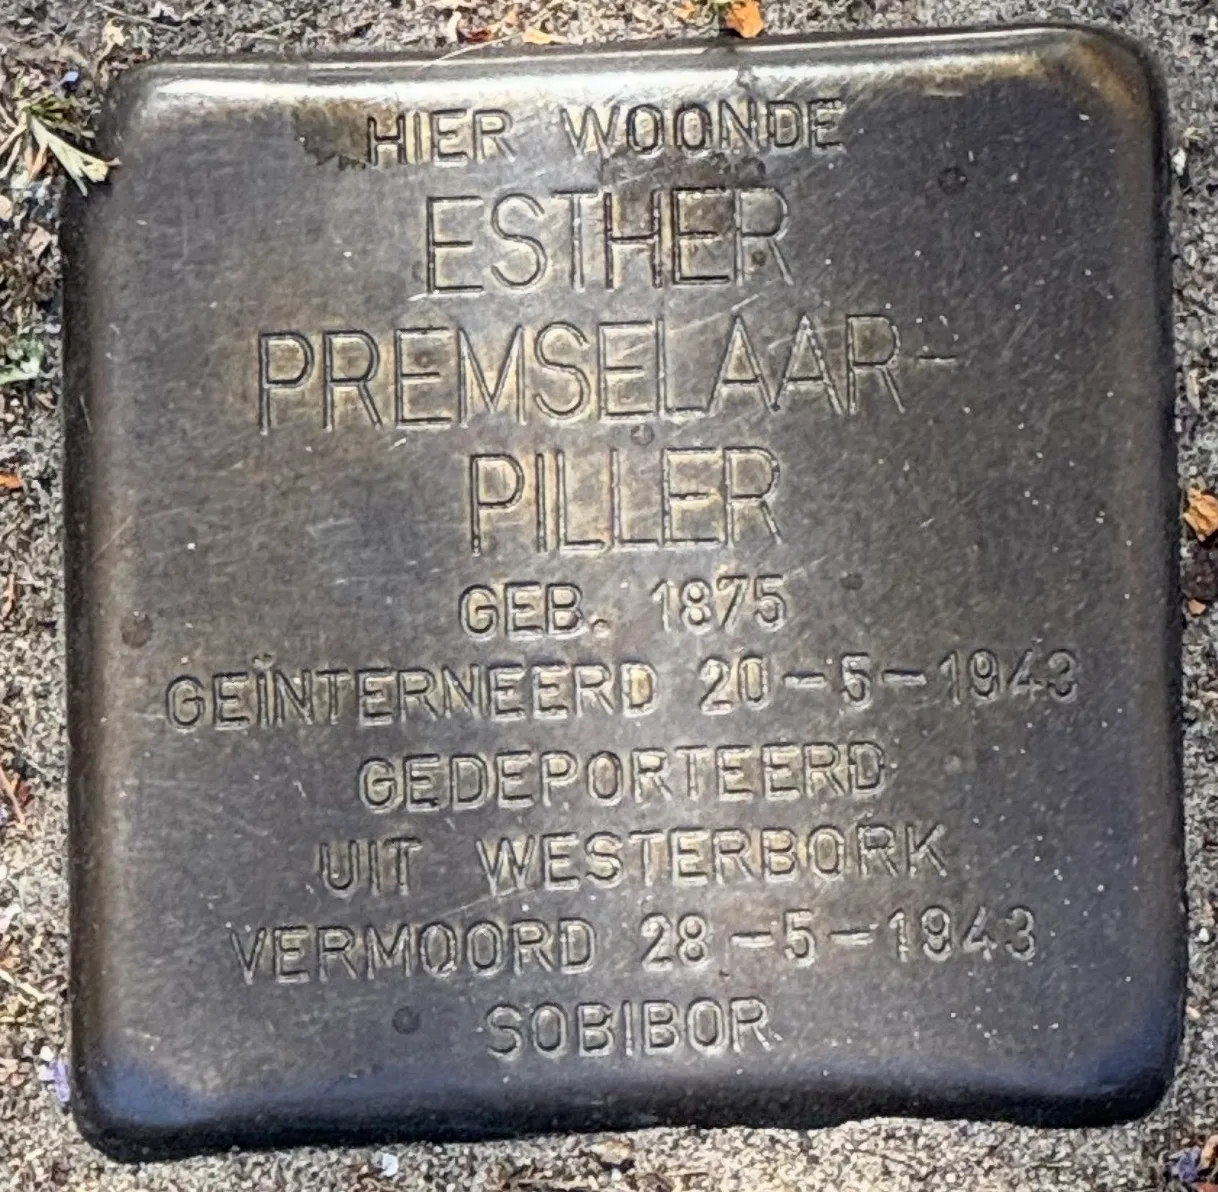 HIER WOONDE
ESTHER
PREMSELAAR-
PILLER
GEB. 1875
GEÏNTERNEERD 20-5-1943
GEDEPORTEERD
UIT WESTERBORK
VERMOORD 28-5-1943
SOBIBOR